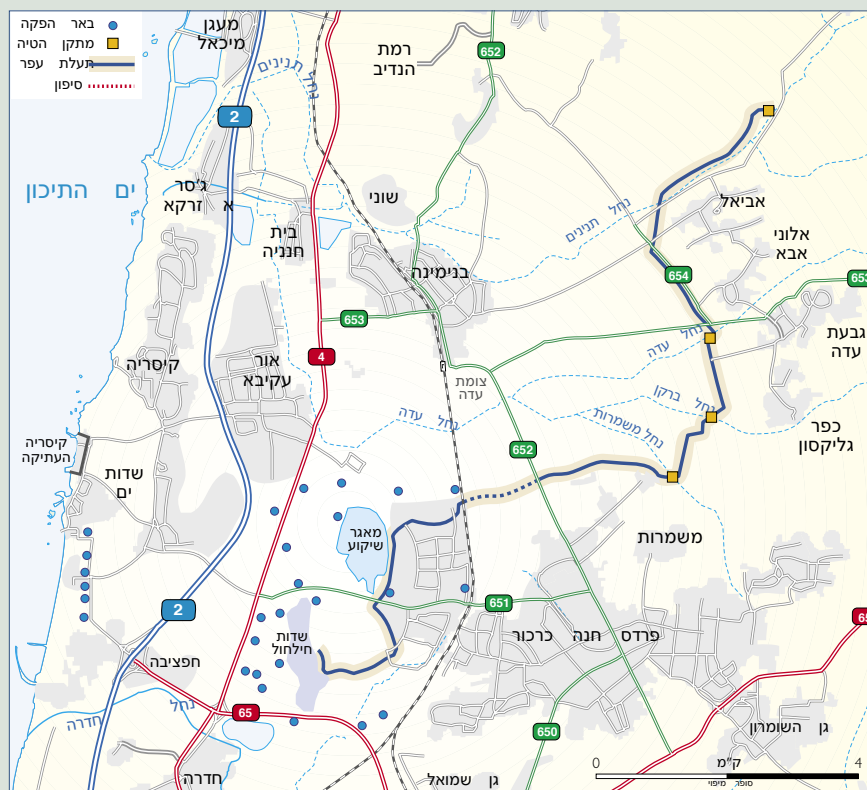 באר הפקה
מתקן הטיה
תעלת עפר
סיפון
מעגן
מיכאל
רמת
הנדיב
652
נחל תנינים
2
ים התיכון
ג'סר
א זרקא
שוני
בית
חנניה
נחל תנינים
אביאל
אלוני
אבא
בנימינה
654
653
653
גבעת
עדה
נחל עדה
4
אור
עקיבא
קיסריה
צומת
עדה
נחל ברקן
נחל עדה
נחל משמרות
כפר
גליקסון
קיסריה
העתיקה
652
שדות
ים
מאגר
שיקוע
משמרות
651
2
שדות
חילחול
פרדס חנה כרכור
65
חפציבה
נחל חדרה
65
650
גן השומרון
חדרה
גן שמואל
0 ק"מ 4
סופר מיפוי